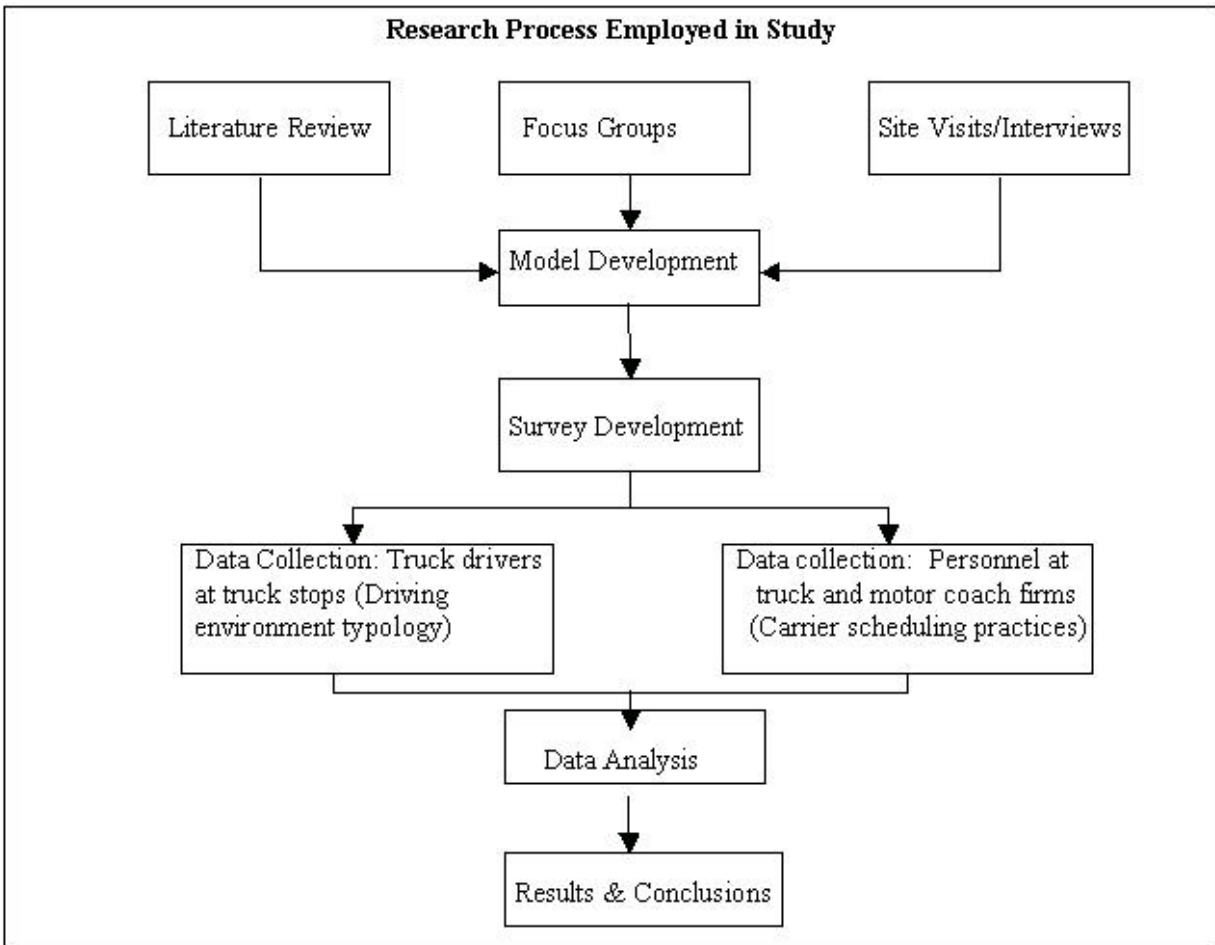 Research Process Employed in Study
Literature Review
Focus Groups
Site Visits/Interviews
Model Development
Survey Development
Data Collection: Truck drivers
at truck stops (Driving
environment typology)
Data collection: Personnel at
truck and motor coach firms
(Carrier scheduling practices)
Data Analysis
Results & Conclusions